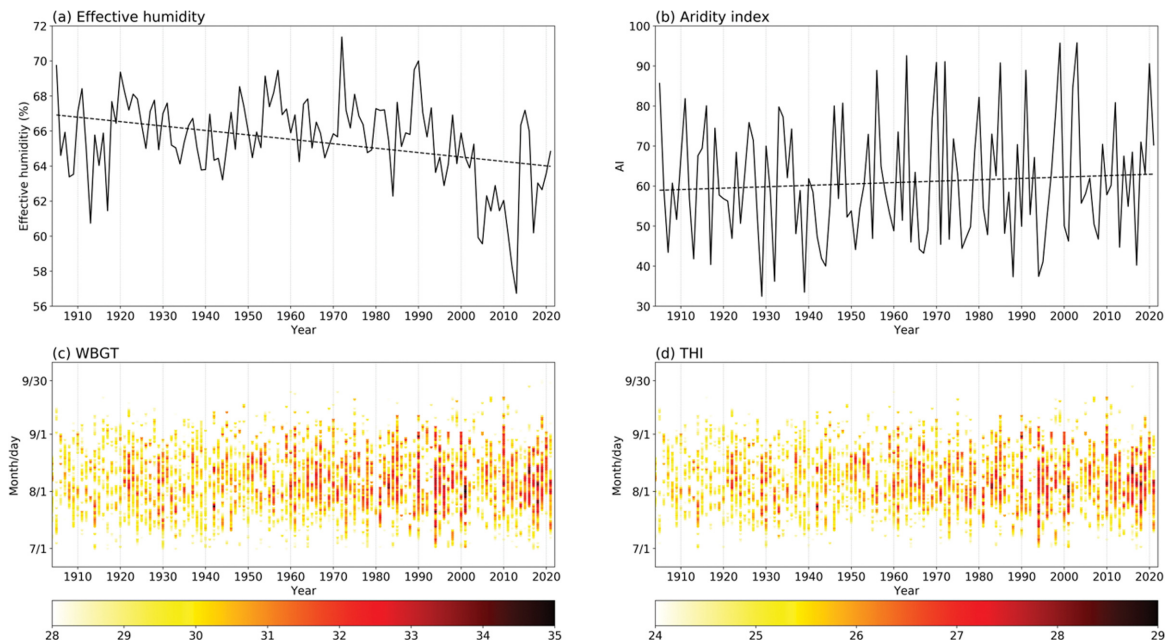 (a) Effective humidity
72
70
68
66
64
62
60
58
56
Effective humiditiy (%)
1910 1920 1930 1940 1950 1960 1970 1980 1990 2000 2010 2020
Year
(b) Aridity index
100
90
80
70
60
50
40
30
AI
1910 1920 1930 1940 1950 1960 1970 1980 1990 2000 2010 2020
Year
(c) WBGT
9/30
9/1
8/1
7/1
Month/day
1910 1920 1930 1940 1950 1960 1970 1980 1990 2000 2010 2020
Year
28 29 30 31 32 33 34 35
(d) THI
9/30
9/1
8/1
7/1
Month/day
1910 1920 1930 1940 1950 1960 1970 1980 1990 2000 2010 2020
Year
24 25 26 27 28 29